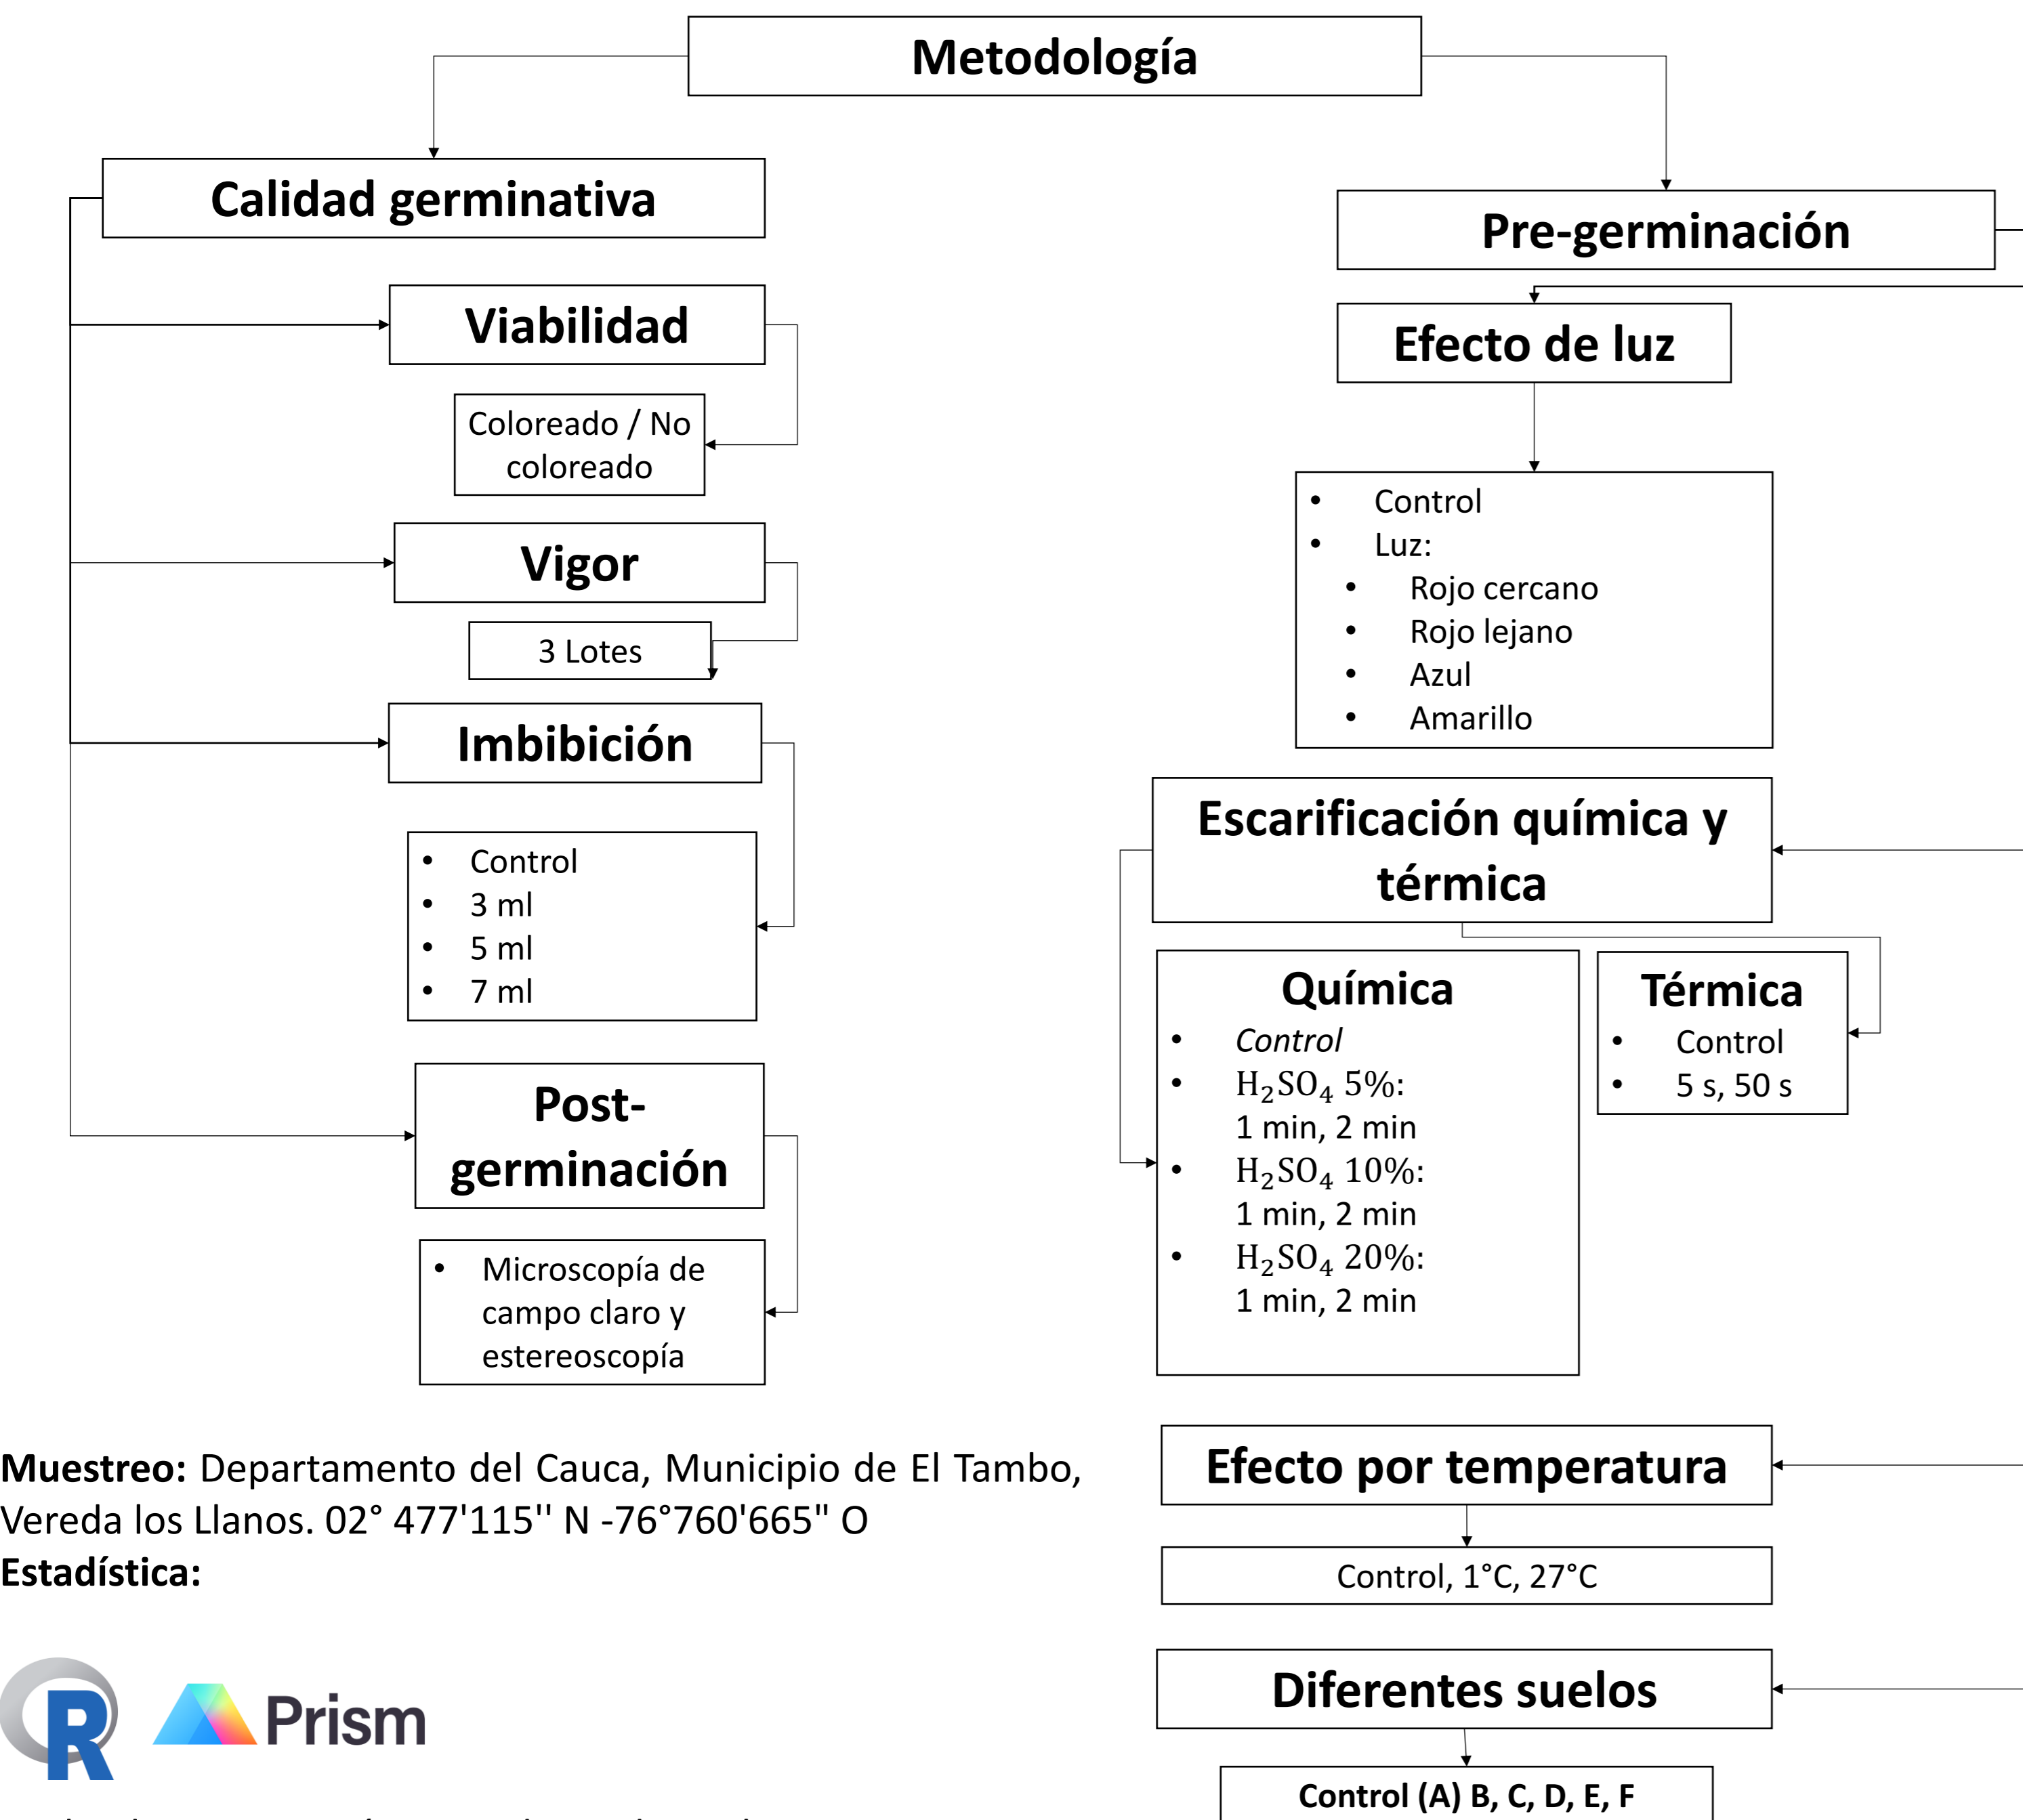 Metodología
Calidad germinativa
Viabilidad
Coloreado / No
coloreado
Vigor
3 Lotes
Imbibición
• Control
• 3 ml
• 5 ml
• 7 ml
Post-
germinación
• Microscopía de
campo claro y
estereoscopía
Pre-germinación
Efecto de luz
• Control
• Luz:
• Rojo cercano
• Rojo lejano
• Azul
• Amarillo
Escarificación química y
térmica
Química
• Control
• H₂SO₄ 5%:
1 min, 2 min
• H₂SO₄ 10%:
1 min, 2 min
• H₂SO₄ 20%:
1 min, 2 min
Térmica
• Control
• 5 s, 50 s
Efecto por temperatura
Control, 1°C, 27°C
Diferentes suelos
Control (A) B, C, D, E, F
Muestreo: Departamento del Cauca, Municipio de El Tambo,
Vereda los Llanos. 02° 477'115'' N -76°760'665" O
Estadística:
R
Prism